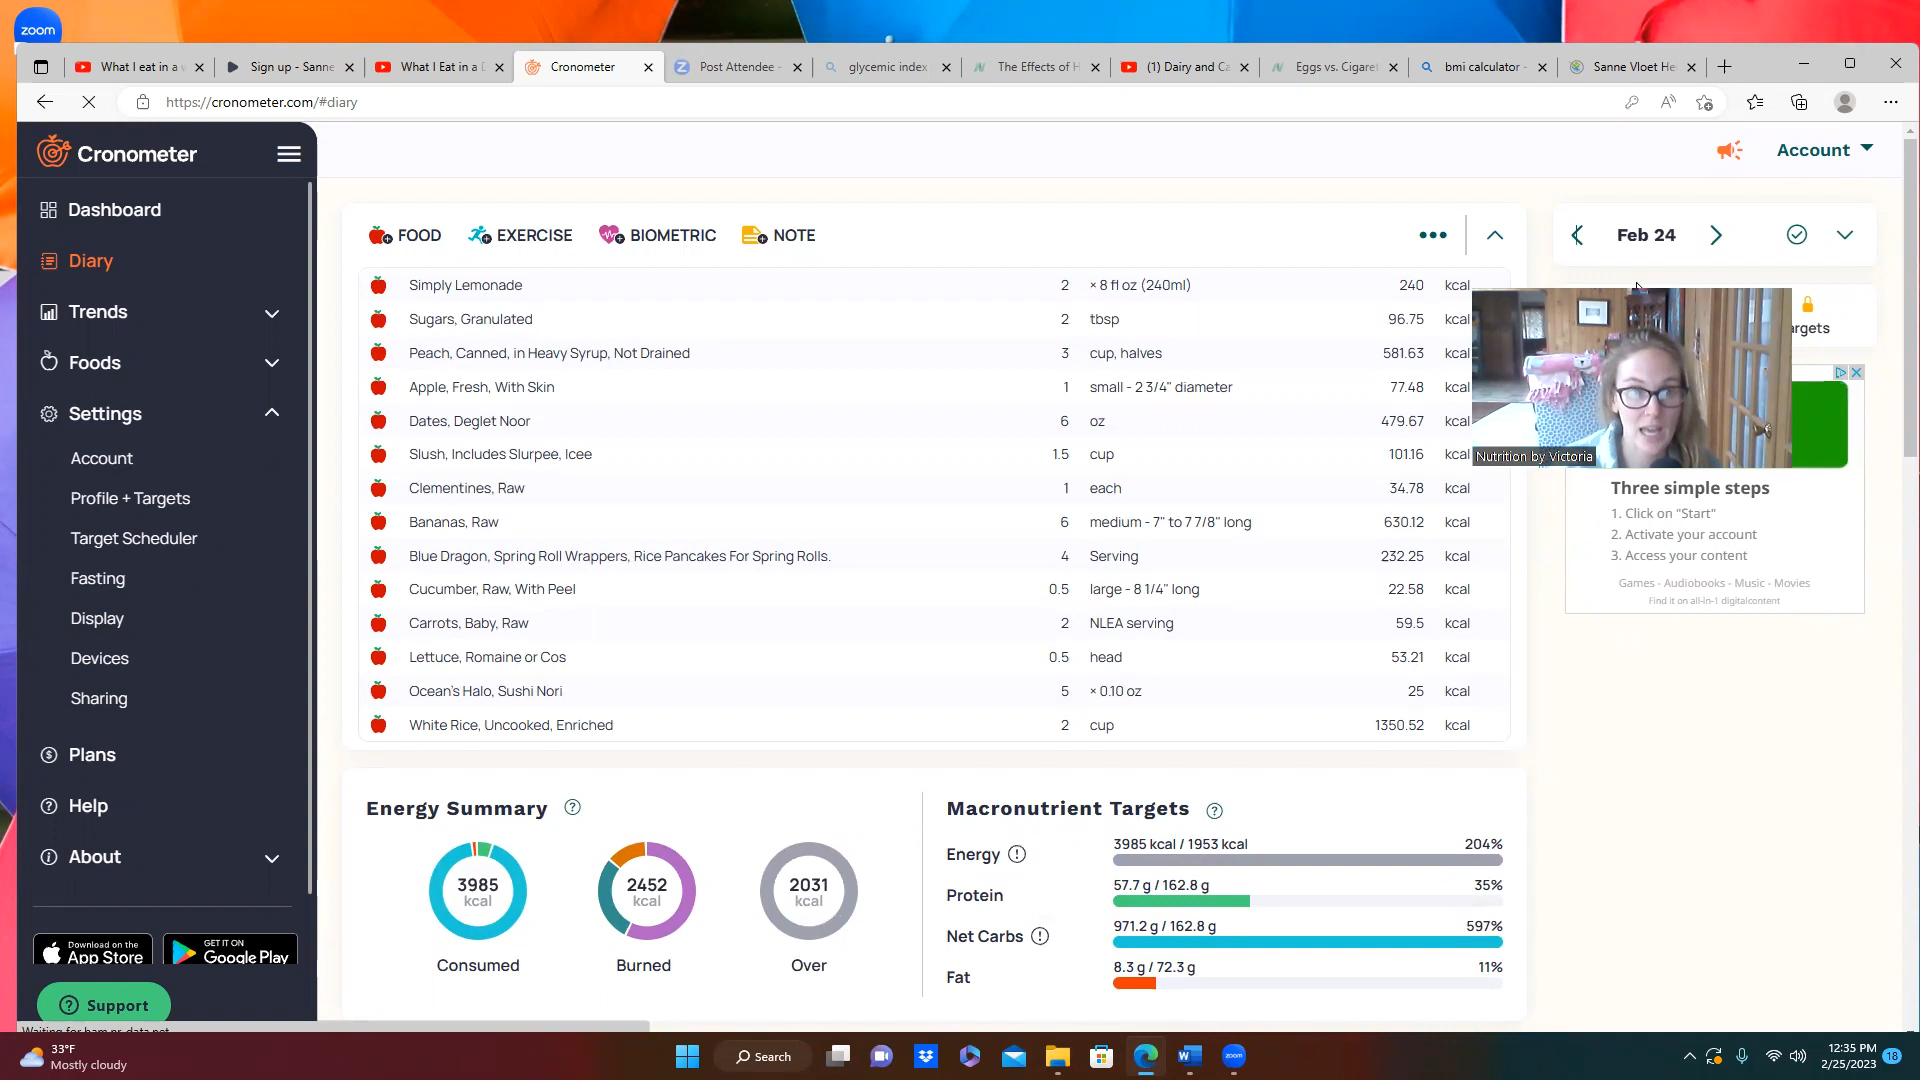 zoom
What I eat in a
Sign up - Sanne
What I Eat in a
Cronometer
Post Attendee -
glycemic index
The Effects of H
(1) Dairy and Ca
Eggs vs. Cigare
bmi calculator -
Sanne Vloet He
https://cronometer.com/#diary
Cronometer
Account
Dashboard
Diary
Trends
Foods
Settings
Account
Profile + Targets
Target Scheduler
Fasting
Display
Devices
Sharing
Plans
Help
About
Download on the
App Store
GET IT ON
Google Play
Support
FOOD
EXERCISE
BIOMETRIC
NOTE
Feb 24
Simply Lemonade 2 × 8 fl oz (240ml) 240 kcal
Sugars, Granulated 2 tbsp 96.75 kcal
Peach, Canned, in Heavy Syrup, Not Drained 3 cup, halves 581.63 kcal
Apple, Fresh, With Skin 1 small - 2 3/4" diameter 77.48 kcal
Dates, Deglet Noor 6 oz 479.67 kcal
Slush, Includes Slurpee, Icee 1.5 cup 101.16 kcal
Clementines, Raw 1 each 34.78 kcal
Bananas, Raw 6 medium - 7" to 7 7/8" long 630.12 kcal
Blue Dragon, Spring Roll Wrappers, Rice Pancakes For Spring Rolls. 4 Serving 232.25 kcal
Cucumber, Raw, With Peel 0.5 large - 8 1/4" long 22.58 kcal
Carrots, Baby, Raw 2 NLEA serving 59.5 kcal
Lettuce, Romaine or Cos 0.5 head 53.21 kcal
Ocean's Halo, Sushi Nori 5 × 0.10 oz 25 kcal
White Rice, Uncooked, Enriched 2 cup 1350.52 kcal
argets
Nutrition by Victoria
Three simple steps
1. Click on "Start"
2. Activate your account
3. Access your content
Games - Audiobooks - Music - Movies
Find it on all-in-1 digitalcontent
Energy Summary
3985 kcal
Consumed
2452 kcal
Burned
2031 kcal
Over
Macronutrient Targets
Energy 3985 kcal / 1953 kcal 204%
Protein 57.7 g / 162.8 g 35%
Net Carbs 971.2 g / 162.8 g 597%
Fat 8.3 g / 72.3 g 11%
33°F
Mostly cloudy
Search
zoom
12:35 PM
2/25/2023
18